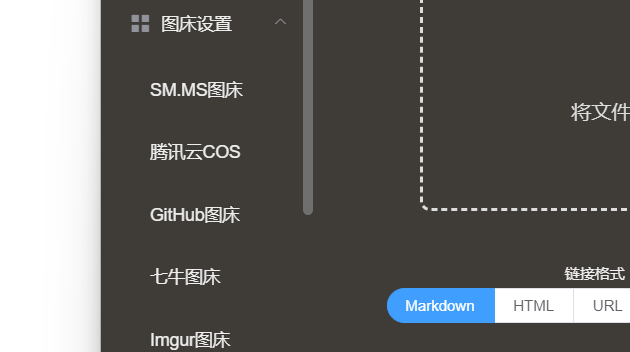 图床设置
SM.MS图床
腾讯云COS
GitHub图床
七牛图床
Imgur图床
将文件
链接格式
Markdown HTML URL